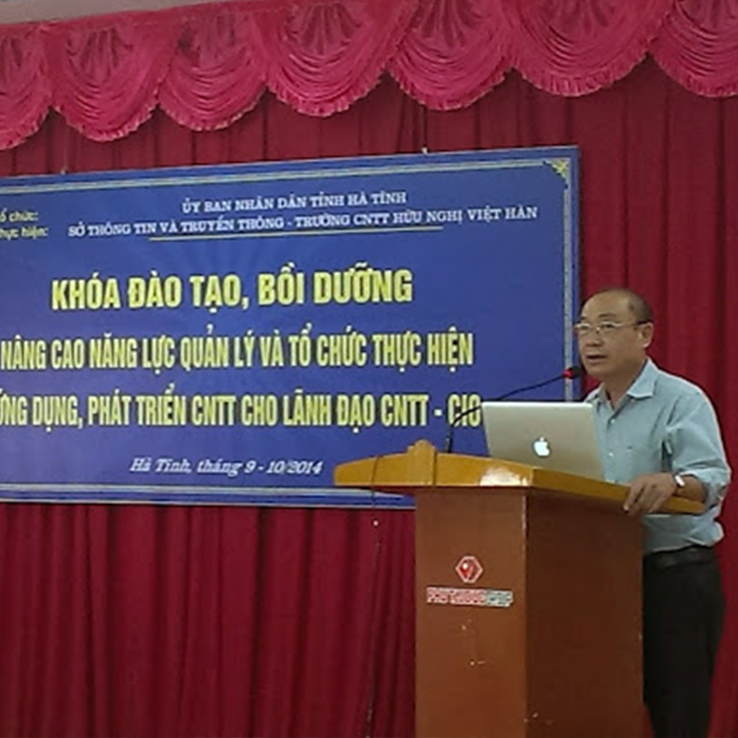 ổ chức:
ỦY BAN NHÂN DÂN TỈNH HÀ TĨNH
hực hiện:
SỞ THÔNG TIN VÀ TRUYỀN THÔNG - TRƯỜNG CNTT HỮU NGHỊ VIỆT HÀN
KHÓA ĐÀO TẠO, BỒI DƯỠNG
NÂNG CAO NĂNG LỰC QUẢN LÝ VÀ TỔ CHỨC THỰC HIỆN
ỨNG DỤNG, PHÁT TRIỂN CNTT CHO LÃNH ĐẠO CNTT - CIO
Hà Tĩnh, tháng 9 - 10/2014